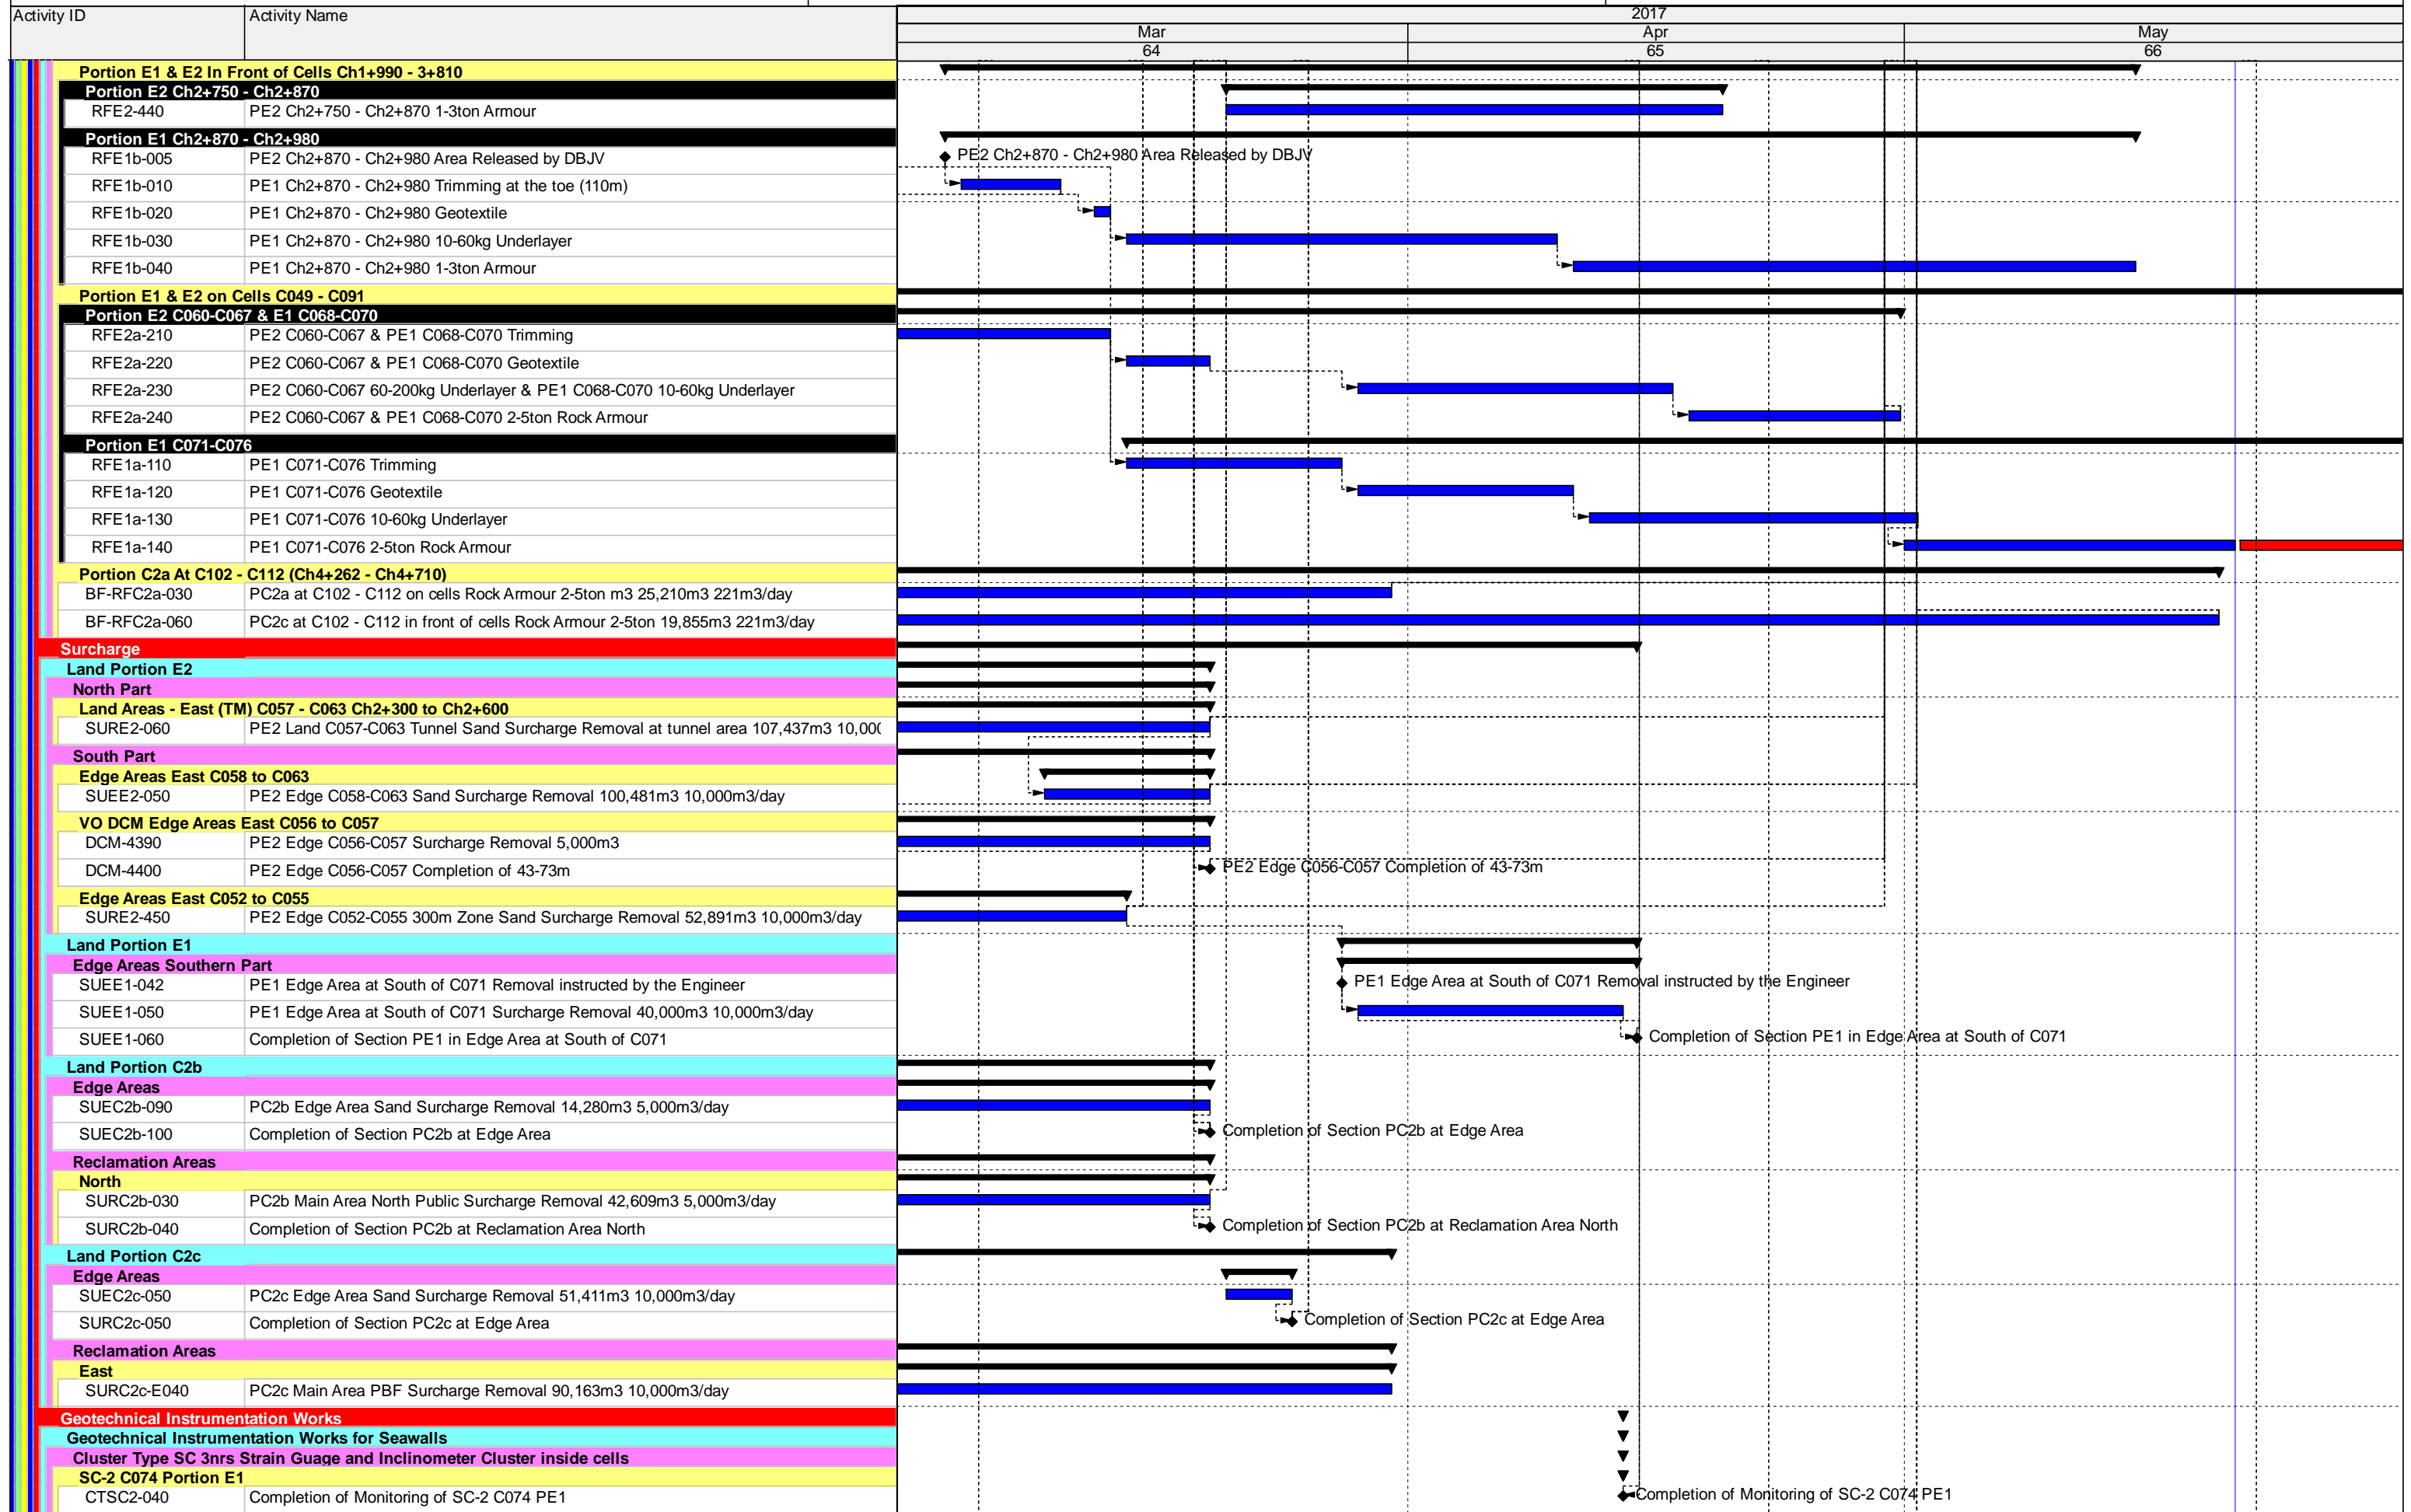 Activity ID Activity Name 2017
Mar Apr May
64 65 66
Portion E1 & E2 In Front of Cells Ch1+990 - 3+810
Portion E2 Ch2+750 - Ch2+870
RFE2-440 PE2 Ch2+750 - Ch2+870 1-3ton Armour
Portion E1 Ch2+870 - Ch2+980
RFE1b-005 PE2 Ch2+870 - Ch2+980 Area Released by DBJV PE2 Ch2+870 - Ch2+980 Area Released by DBJV
RFE1b-010 PE1 Ch2+870 - Ch2+980 Trimming at the toe (110m)
RFE1b-020 PE1 Ch2+870 - Ch2+980 Geotextile
RFE1b-030 PE1 Ch2+870 - Ch2+980 10-60kg Underlayer
RFE1b-040 PE1 Ch2+870 - Ch2+980 1-3ton Armour
Portion E1 & E2 on Cells C049 - C091
Portion E2 C060-C067 & E1 C068-C070
RFE2a-210 PE2 C060-C067 & PE1 C068-C070 Trimming
RFE2a-220 PE2 C060-C067 & PE1 C068-C070 Geotextile
RFE2a-230 PE2 C060-C067 60-200kg Underlayer & PE1 C068-C070 10-60kg Underlayer
RFE2a-240 PE2 C060-C067 & PE1 C068-C070 2-5ton Rock Armour
Portion E1 C071-C076
RFE1a-110 PE1 C071-C076 Trimming
RFE1a-120 PE1 C071-C076 Geotextile
RFE1a-130 PE1 C071-C076 10-60kg Underlayer
RFE1a-140 PE1 C071-C076 2-5ton Rock Armour
Portion C2a At C102 - C112 (Ch4+262 - Ch4+710)
BF-RFC2a-030 PC2a at C102 - C112 on cells Rock Armour 2-5ton m3 25,210m3 221m3/day
BF-RFC2a-060 PC2c at C102 - C112 in front of cells Rock Armour 2-5ton 19,855m3 221m3/day
Surcharge
Land Portion E2
North Part
Land Areas - East (TM) C057 - C063 Ch2+300 to Ch2+600
SURE2-060 PE2 Land C057-C063 Tunnel Sand Surcharge Removal at tunnel area 107,437m3 10,00
South Part
Edge Areas East C058 to C063
SUEE2-050 PE2 Edge C058-C063 Sand Surcharge Removal 100,481m3 10,000m3/day
VO DCM Edge Areas East C056 to C057
DCM-4390 PE2 Edge C056-C057 Surcharge Removal 5,000m3
DCM-4400 PE2 Edge C056-C057 Completion of 43-73m PE2 Edge C056-C057 Completion of 43-73m
Edge Areas East C052 to C055
SURE2-450 PE2 Edge C052-C055 300m Zone Sand Surcharge Removal 52,891m3 10,000m3/day
Land Portion E1
Edge Areas Southern Part
SUEE1-042 PE1 Edge Area at South of C071 Removal instructed by the Engineer PE1 Edge Area at South of C071 Removal instructed by the Engineer
SUEE1-050 PE1 Edge Area at South of C071 Surcharge Removal 40,000m3 10,000m3/day
SUEE1-060 Completion of Section PE1 in Edge Area at South of C071 Completion of Section PE1 in Edge Area at South of C071
Land Portion C2b
Edge Areas
SUEC2b-090 PC2b Edge Area Sand Surcharge Removal 14,280m3 5,000m3/day
SUEC2b-100 Completion of Section PC2b at Edge Area Completion of Section PC2b at Edge Area
Reclamation Areas
North
SURC2b-030 PC2b Main Area North Public Surcharge Removal 42,609m3 5,000m3/day
SURC2b-040 Completion of Section PC2b at Reclamation Area North Completion of Section PC2b at Reclamation Area North
Land Portion C2c
Edge Areas
SUEC2c-050 PC2c Edge Area Sand Surcharge Removal 51,411m3 10,000m3/day
SURC2c-050 Completion of Section PC2c at Edge Area Completion of Section PC2c at Edge Area
Reclamation Areas
East
SURC2c-E040 PC2c Main Area PBF Surcharge Removal 90,163m3 10,000m3/day
Geotechnical Instrumentation Works
Geotechnical Instrumentation Works for Seawalls
Cluster Type SC 3nrs Strain Guage and Inclinometer Cluster inside cells
SC-2 C074 Portion E1
CTSC2-040 Completion of Monitoring of SC-2 C074 PE1 Completion of Monitoring of SC-2 C074 PE1